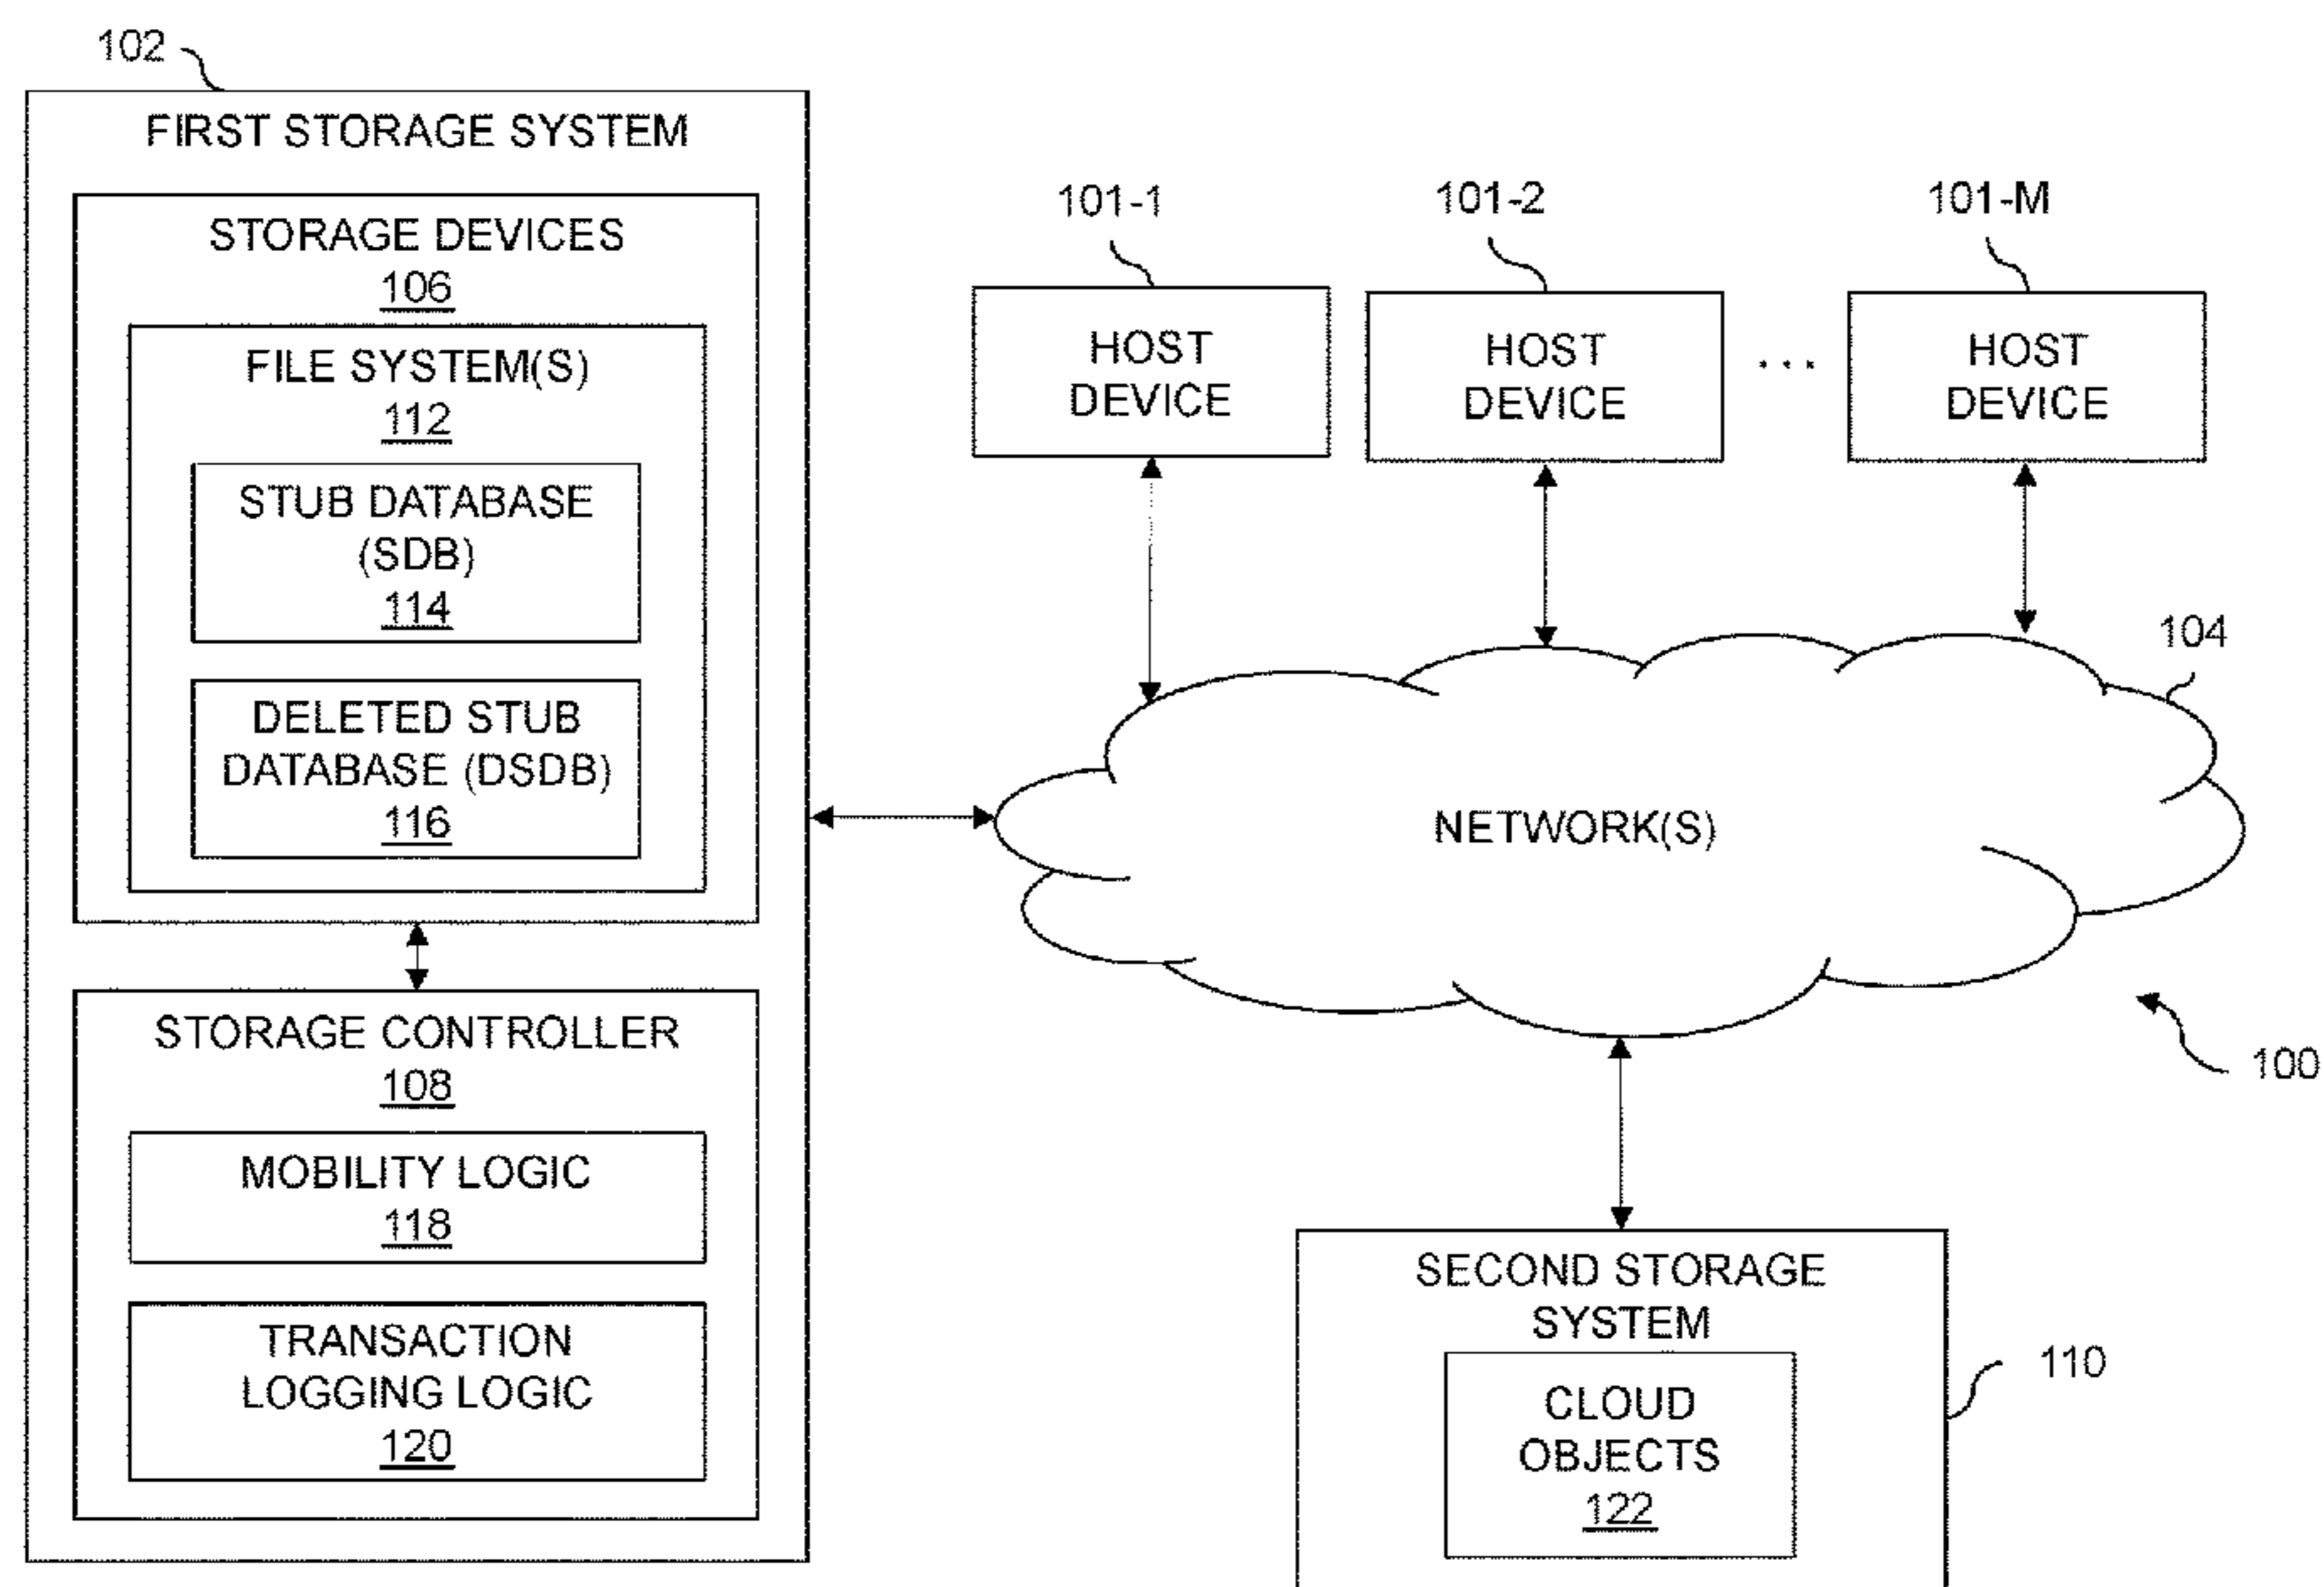 102
FIRST STORAGE SYSTEM
STORAGE DEVICES
106
FILE SYSTEM(S)
112
STUB DATABASE
(SDB)
114
DELETED STUB
DATABASE (DSDB)
116
STORAGE CONTROLLER
108
MOBILITY LOGIC
118
TRANSACTION
LOGGING LOGIC
120
101-1
HOST
DEVICE
101-2
HOST
DEVICE
...
101-M
HOST
DEVICE
104
NETWORK(S)
100
SECOND STORAGE
SYSTEM
110
CLOUD
OBJECTS
122